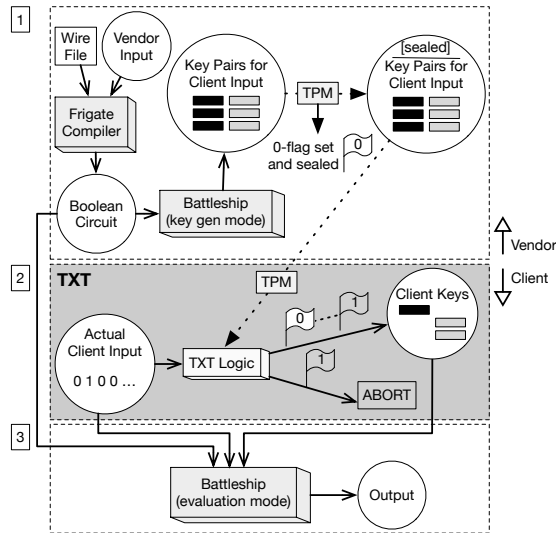 1
Wire
File
Vendor
Input
Frigate
Compiler
Boolean
Circuit
Battleship
(key gen mode)
Key Pairs for
Client Input
TPM
0-flag set
and sealed
0
[sealed]
Key Pairs for
Client Input
Vendor
Client
2
TXT
TPM
Actual
Client Input
0 1 0 0 ...
TXT Logic
0
1
1
Client Keys
ABORT
3
Battleship
(evaluation mode)
Output